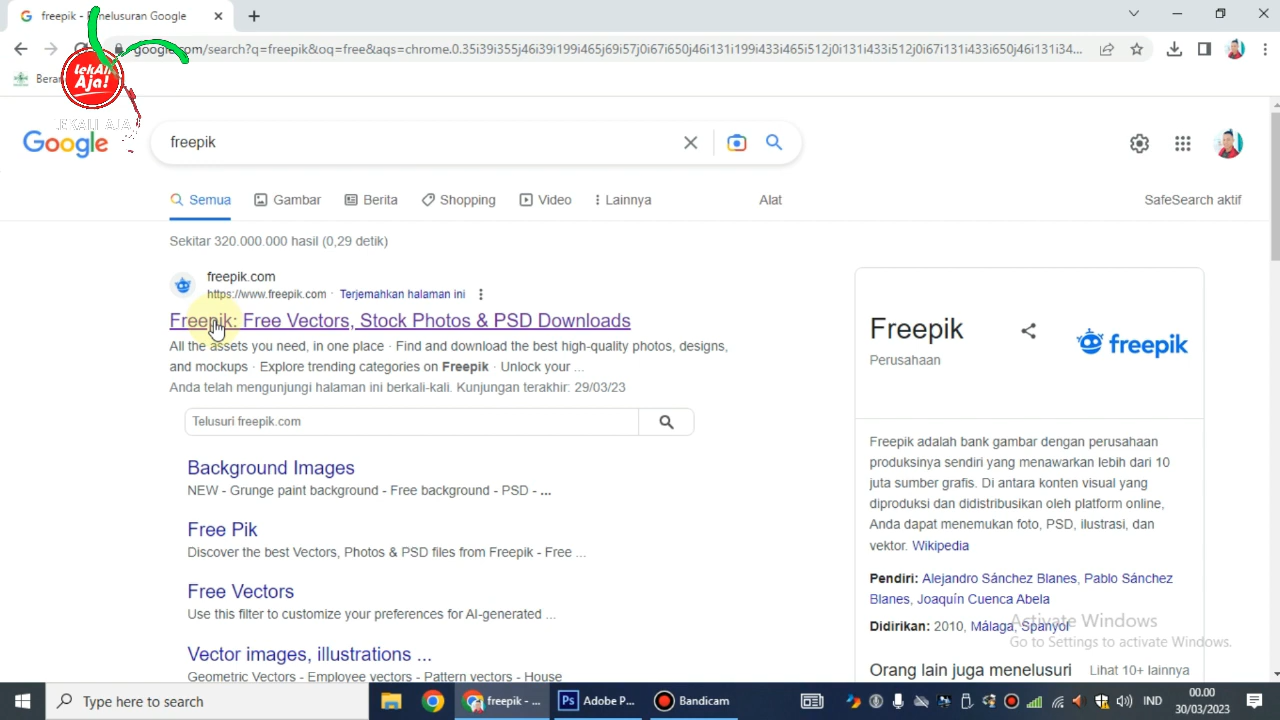 freepik - Penelusuran Google
google.com/search?q=freepik&oq=free&aqs=chrome.0.35i39i355j46i39i199i465j69i57j0i67i650j46i131i199i433i465i512j0i131i433i512j0i67i131i433i650j46i131i34...
lekAli
Aja!
LEKALI AJA
Google
freepik
Semua
Gambar
Berita
Shopping
Video
Lainnya
Alat
SafeSearch aktif
Sekitar 320.000.000 hasil (0,29 detik)
freepik.com
https://www.freepik.com · Terjemahkan halaman ini
Freepik: Free Vectors, Stock Photos & PSD Downloads
All the assets you need, in one place · Find and download the best high-quality photos, designs,
and mockups · Explore trending categories on Freepik · Unlock your ...
Anda telah mengunjungi halaman ini berkali-kali. Kunjungan terakhir: 29/03/23
Telusuri freepik.com
Background Images
NEW - Grunge paint background - Free background - PSD - ...
Free Pik
Discover the best Vectors, Photos & PSD files from Freepik - Free ...
Free Vectors
Use this filter to customize your preferences for AI-generated ...
Vector images, illustrations ...
Geometric Vectors - Employee vectors - Pattern vectors - House
Freepik
Perusahaan
freepik
Freepik adalah bank gambar dengan perusahaan
produksinya sendiri yang menawarkan lebih dari 10
juta sumber grafis. Di antara konten visual yang
diproduksi dan didistribusikan oleh platform online,
Anda dapat menemukan foto, PSD, ilustrasi, dan
vektor. Wikipedia
Pendiri: Alejandro Sánchez Blanes, Pablo Sánchez
Blanes, Joaquín Cuenca Abela
Didirikan: 2010, Málaga, Spanyol
Activate Windows
Go to Settings to activate Windows.
Orang lain juga menelusuri
Lihat 10+ lainnya
Type here to search
freepik - ...
Ps
Adobe P...
Bandicam
IND
00.00
30/03/2023